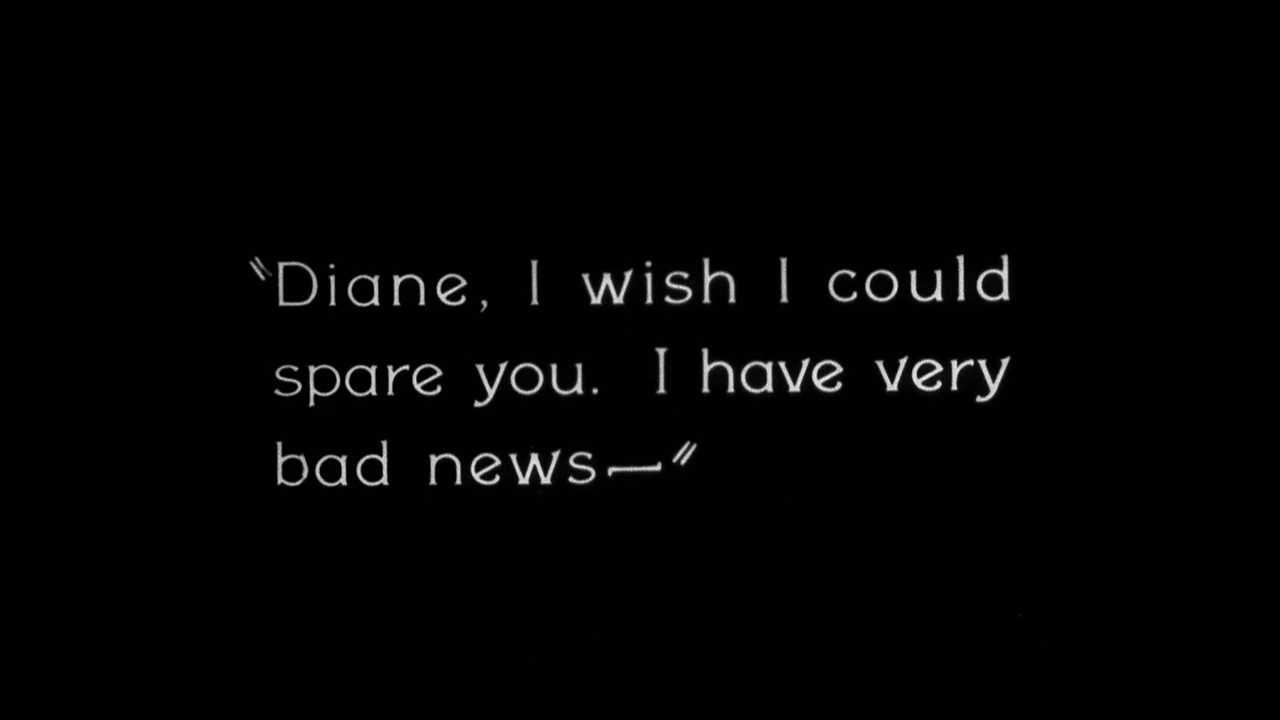 "Diane, I wish I could
spare you. I have very
bad news—"